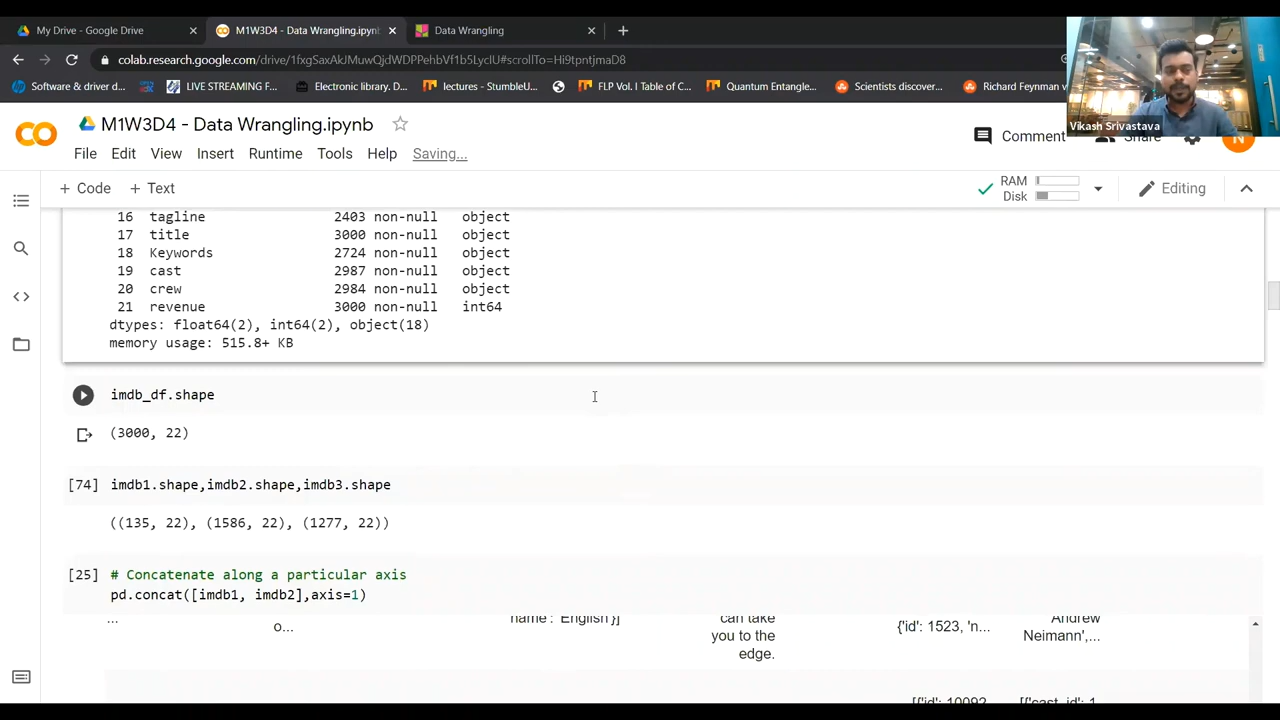 My Drive - Google Drive
M1W3D4 - Data Wrangling.ipynb
Data Wrangling
colab.research.google.com/drive/1fxgSaxAkJMuwQjdWDPPehbVf1b5LycIU#scrollTo=Hi9tpntjmaD8
Software & driver d...
LIVE STREAMING F...
Electronic library. D...
lectures - StumbleU...
FLP Vol. I Table of C...
Quantum Entangle...
Scientists discover...
Richard Feynman
Vikash Srivastava
M1W3D4 - Data Wrangling.ipynb
Comment
Share
N
File Edit View Insert Runtime Tools Help Saving...
+ Code + Text
RAM
Disk
Editing
16 tagline 2403 non-null object
17 title 3000 non-null object
18 Keywords 2724 non-null object
19 cast 2987 non-null object
20 crew 2984 non-null object
21 revenue 3000 non-null int64
dtypes: float64(2), int64(2), object(18)
memory usage: 515.8+ KB
imdb_df.shape
(3000, 22)
[74] imdb1.shape,imdb2.shape,imdb3.shape
((135, 22), (1586, 22), (1277, 22))
[25] # Concatenate along a particular axis
pd.concat([imdb1, imdb2],axis=1)
... o... name': 'English'}] can take you to the edge. {'id': 1523, 'n... Andrew Neimann',...
[{'id': 10092 [{'cast_id': 1